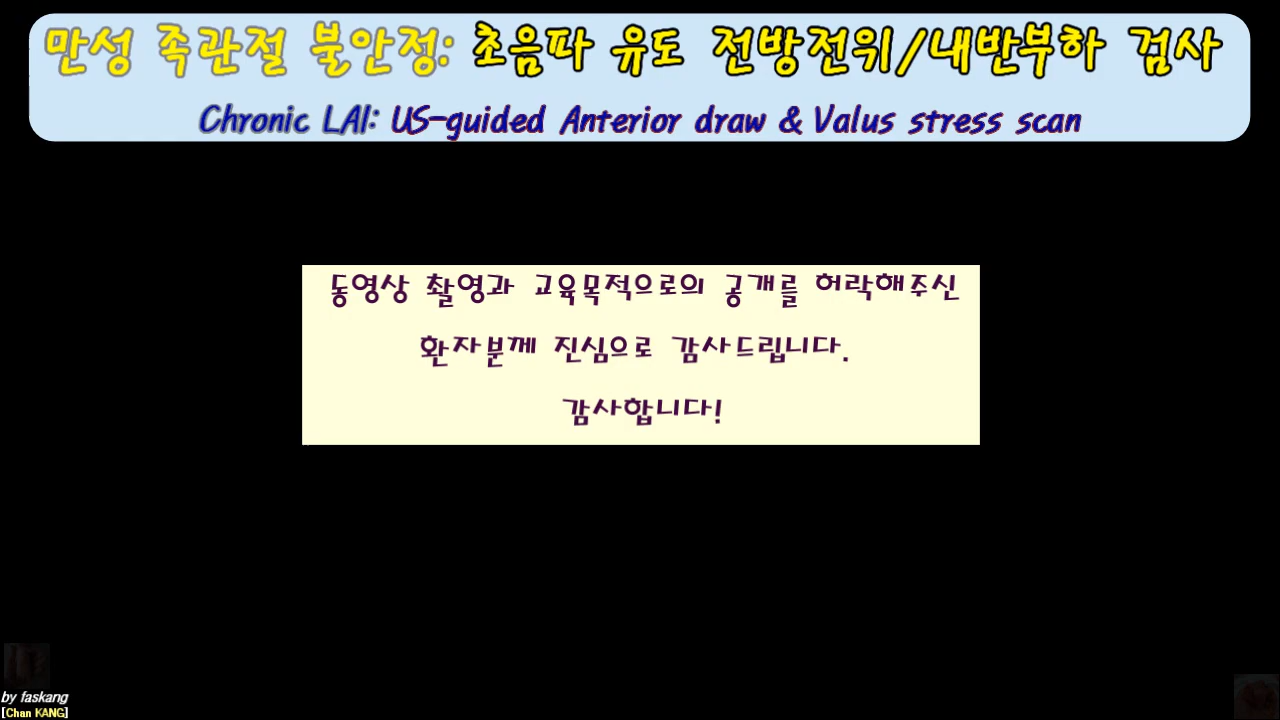 만성 족관절 불안정: 초음파 유도 전방전위/내반부하 검사
Chronic LAI: US-guided Anterior draw & Valus stress scan
동영상 촬영과 교육목적으로의 공개를 허락해주신
환자분께 진심으로 감사드립니다.
감사합니다!
by faskang
[Chan KANG]